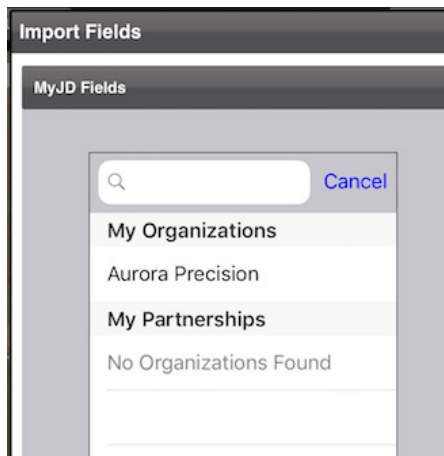 Import Fields
MyJD Fields
Cancel
My Organizations
Aurora Precision
My Partnerships
No Organizations Found